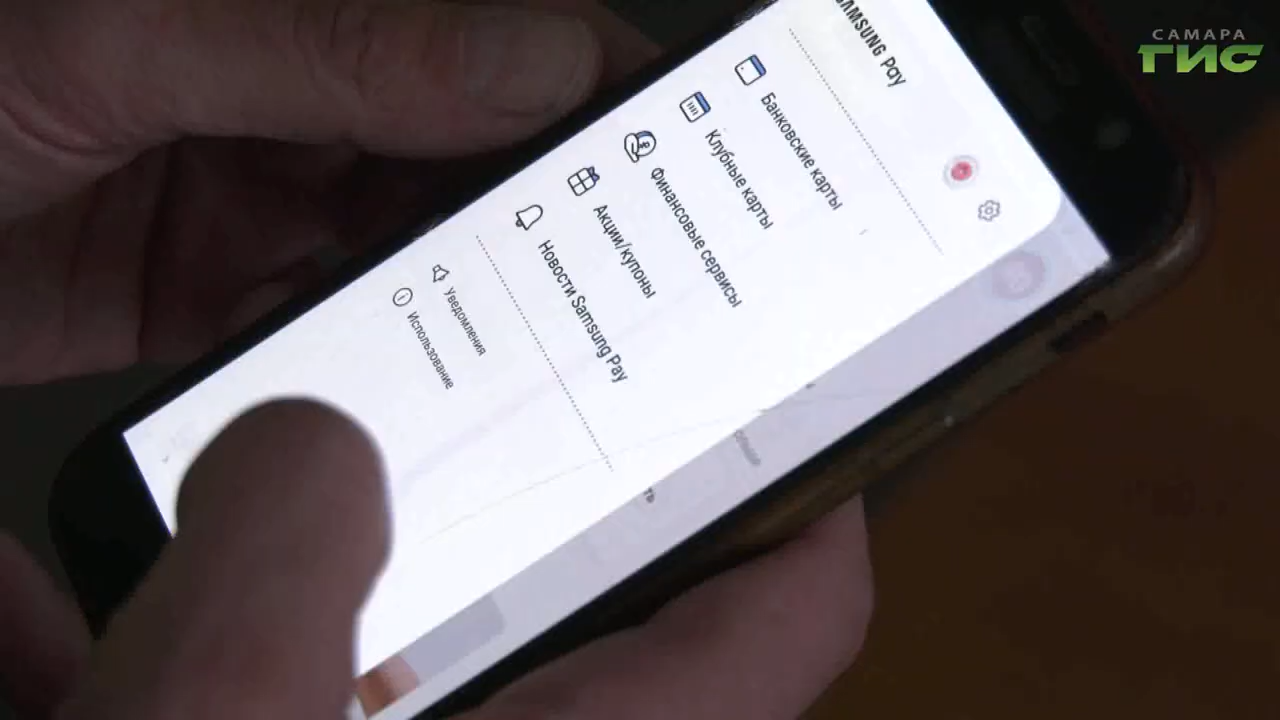 САМАРА
ГИС
SAMSUNG Pay
Банковские карты
Клубные карты
Финансовые сервисы
Акции/купоны
Новости Samsung Pay
Уведомления
Использование